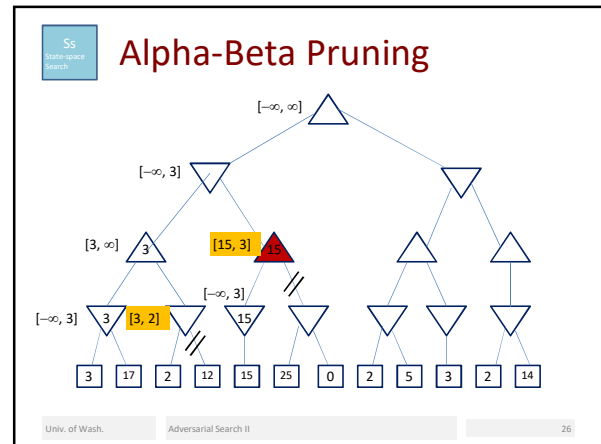 Ss
State-space
Search
Alpha-Beta Pruning
[−∞, ∞]
[−∞, 3]
[3, ∞]
3
[15, 3]
15
[−∞, 3]
[−∞, 3]
3
[3, 2]
15
3 17 2 12 15 25 0 2 5 3 2 14
Univ. of Wash. Adversarial Search II 26